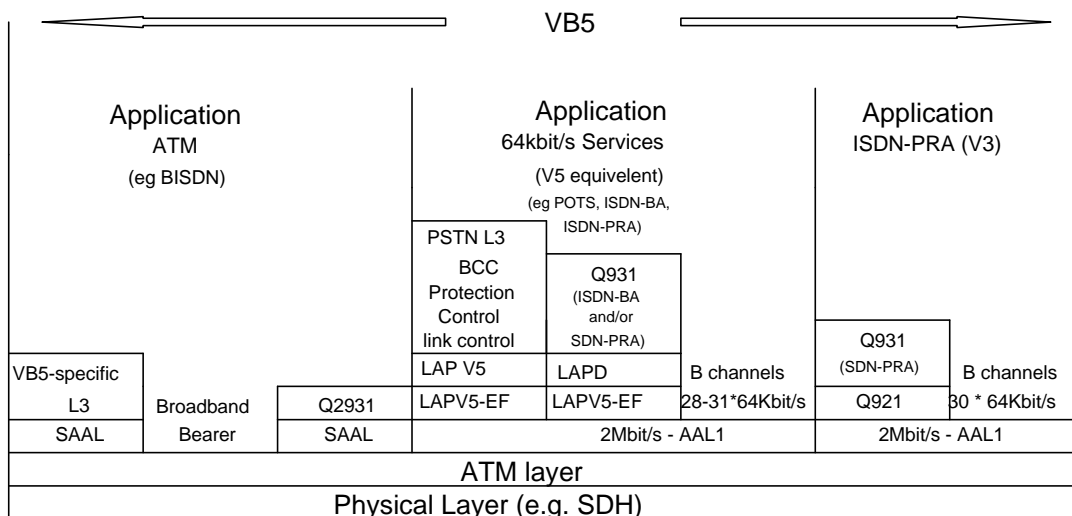 VB5
Application
ATM
(eg BISDN)
Application
64kbit/s Services
(V5 equivelent)
(eg POTS, ISDN-BA,
ISDN-PRA)
Application
ISDN-PRA (V3)
PSTN L3
BCC
Protection
Control
link control
Q931
(ISDN-BA
and/or
SDN-PRA)
Q931
(SDN-PRA)
VB5-specific
L3
LAP V5
LAPD
B channels
B channels
Broadband
Bearer
Q2931
LAPV5-EF
LAPV5-EF
28-31*64Kbit/s
Q921
30 * 64Kbit/s
SAAL
SAAL
2Mbit/s - AAL1
2Mbit/s - AAL1
ATM layer
Physical Layer (e.g. SDH)